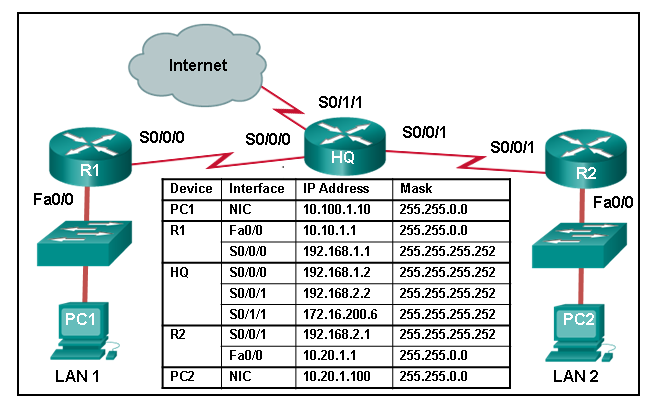 Internet
S0/1/1
S0/0/0
S0/0/0
S0/0/1
S0/0/1
R1
HQ
R2
Fa0/0
Fa0/0
Device Interface IP Address Mask
PC1 NIC 10.100.1.10 255.255.0.0
R1 Fa0/0 10.10.1.1 255.255.0.0
S0/0/0 192.168.1.1 255.255.255.252
HQ S0/0/0 192.168.1.2 255.255.255.252
S0/0/1 192.168.2.2 255.255.255.252
S0/1/1 172.16.200.6 255.255.255.252
R2 S0/0/1 192.168.2.1 255.255.255.252
Fa0/0 10.20.1.1 255.255.0.0
PC2 NIC 10.20.1.100 255.255.0.0
PC1
PC2
LAN 1
LAN 2